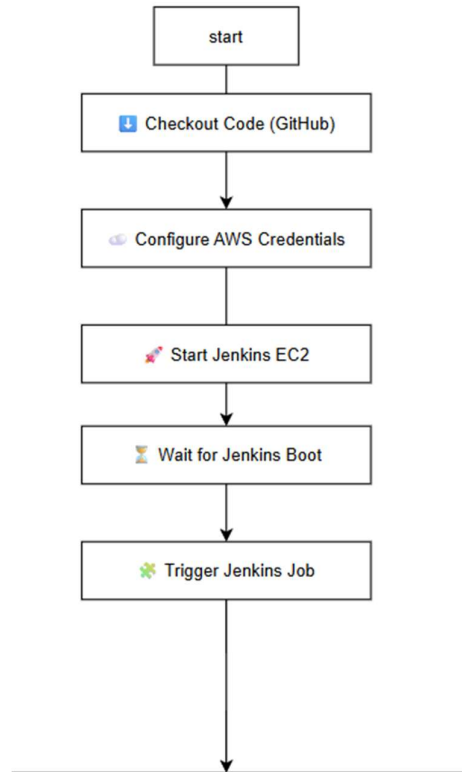 start
⬇️ Checkout Code (GitHub)
☁️ Configure AWS Credentials
🚀 Start Jenkins EC2
⏳ Wait for Jenkins Boot
🧩 Trigger Jenkins Job